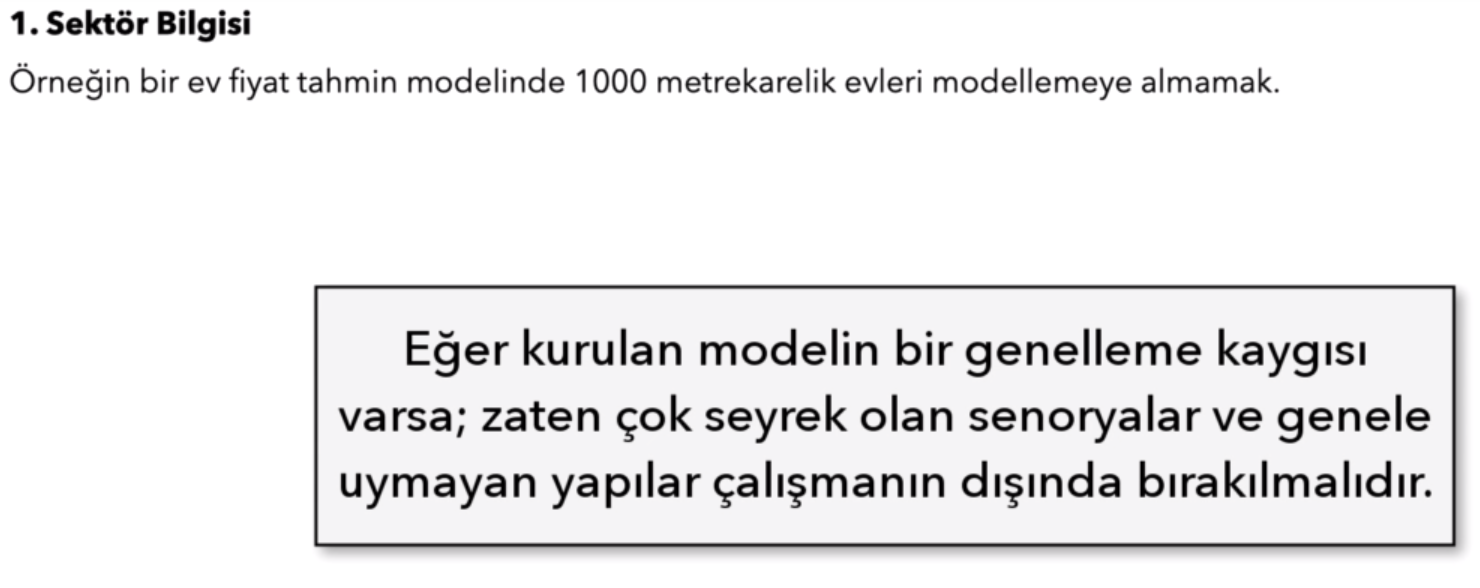 1. Sektör Bilgisi
Örneğin bir ev fiyat tahmin modelinde 1000 metrekarelik evleri modellemeye almamak.
Eğer kurulan modelin bir genelleme kaygısı
varsa; zaten çok seyrek olan senoryalar ve genele
uymayan yapılar çalışmanın dışında bırakılmalıdır.